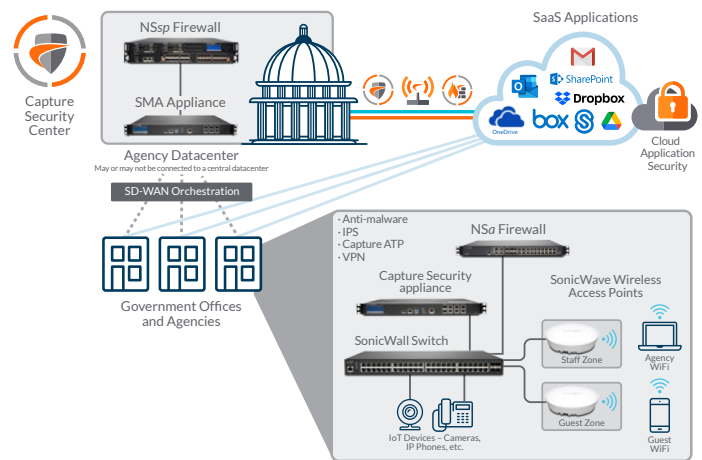 NSsp Firewall
SMA Appliance
Capture
Security
Center
Agency Datacenter
May or may not be connected to a central datacenter
SD-WAN Orchestration
Government Offices
and Agencies
SaaS Applications
SharePoint
Dropbox
OneDrive
box
Cloud
Application
Security
· Anti-malware
· IPS
· Capture ATP
· VPN
NSa Firewall
Capture Security
appliance
SonicWave Wireless
Access Points
SonicWall Switch
Staff Zone
Agency
WiFi
Guest Zone
Guest
WiFi
IoT Devices – Cameras,
IP Phones, etc.